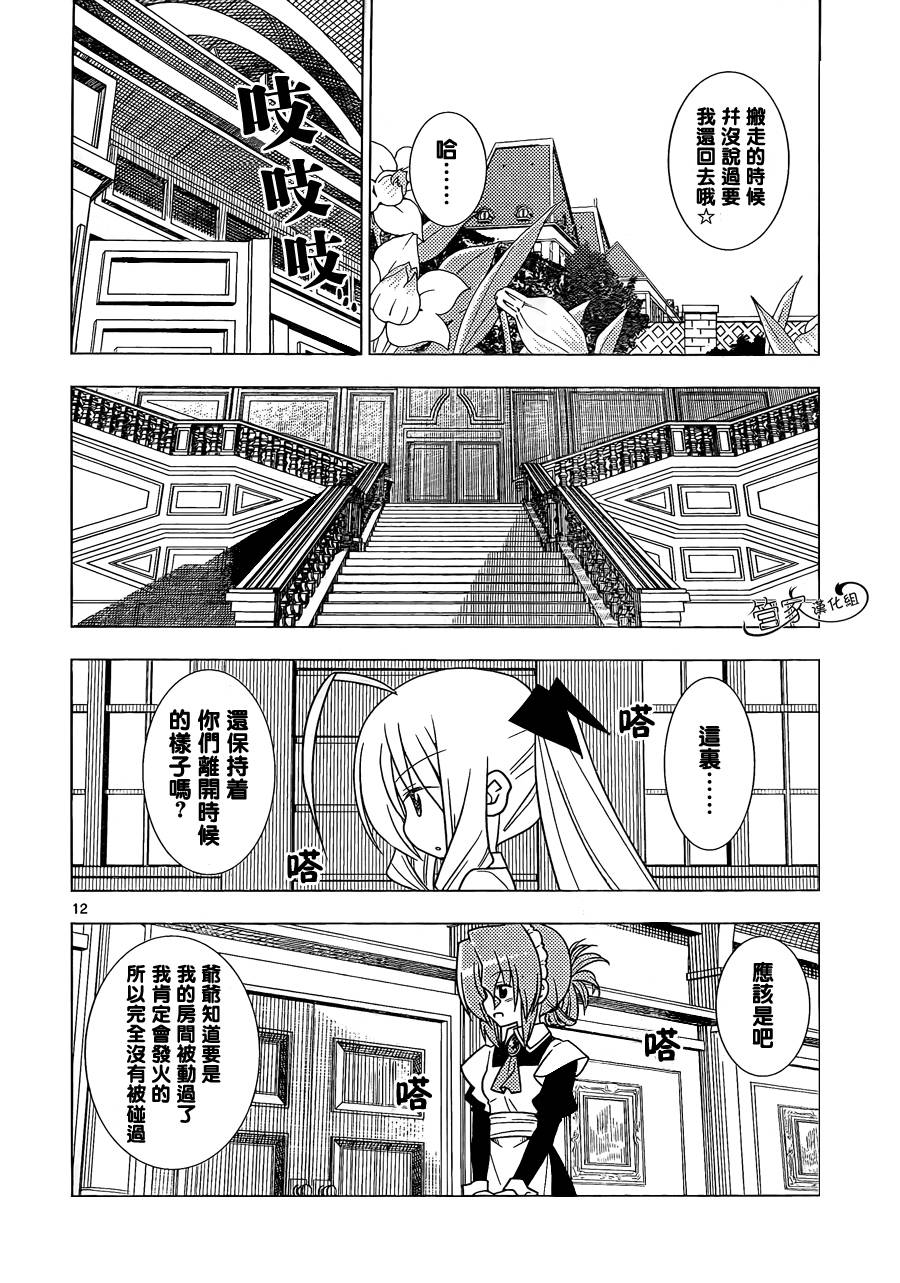 搬走的時候
幷沒說過要
我還回去哦☆
哈……
吱吱吱…
這裏……
嗒
還保持着
你們離開時候
的樣子嗎?
嗒
管家漢化組
12
應該是吧
嗒
嗒
爺爺知道要是
我的房間被動過了
我肯定會發火的
所以完全沒有被碰過